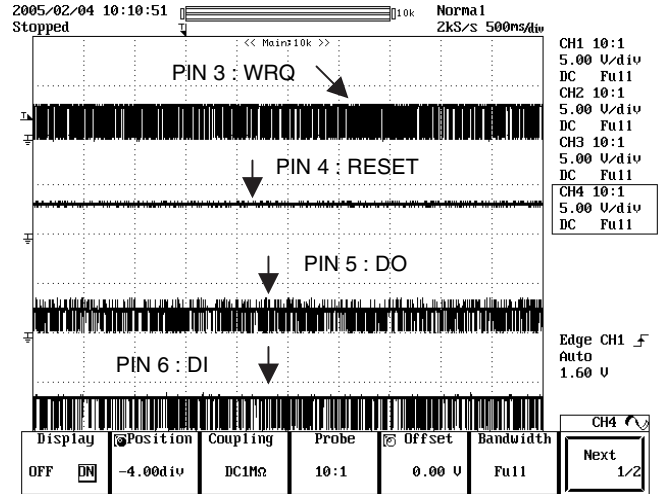 2005/02/04 10:10:51
Stopped
10k
Normal
2kS/s 500ms/div
<< Main:10k >>
CH1 10:1
5.00 V/div
DC Full
CH2 10:1
5.00 V/div
DC Full
CH3 10:1
5.00 V/div
DC Full
CH4 10:1
5.00 V/div
DC Full
PIN 3 : WRQ
PIN 4 : RESET
PIN 5 : DO
PIN 6 : DI
Edge CH1
Auto
1.60 V
CH4
Display
OFF ON
Position
-4.00div
Coupling
DC1MΩ
Probe
10:1
Offset
0.00 V
Bandwidth
Full
Next
1/2